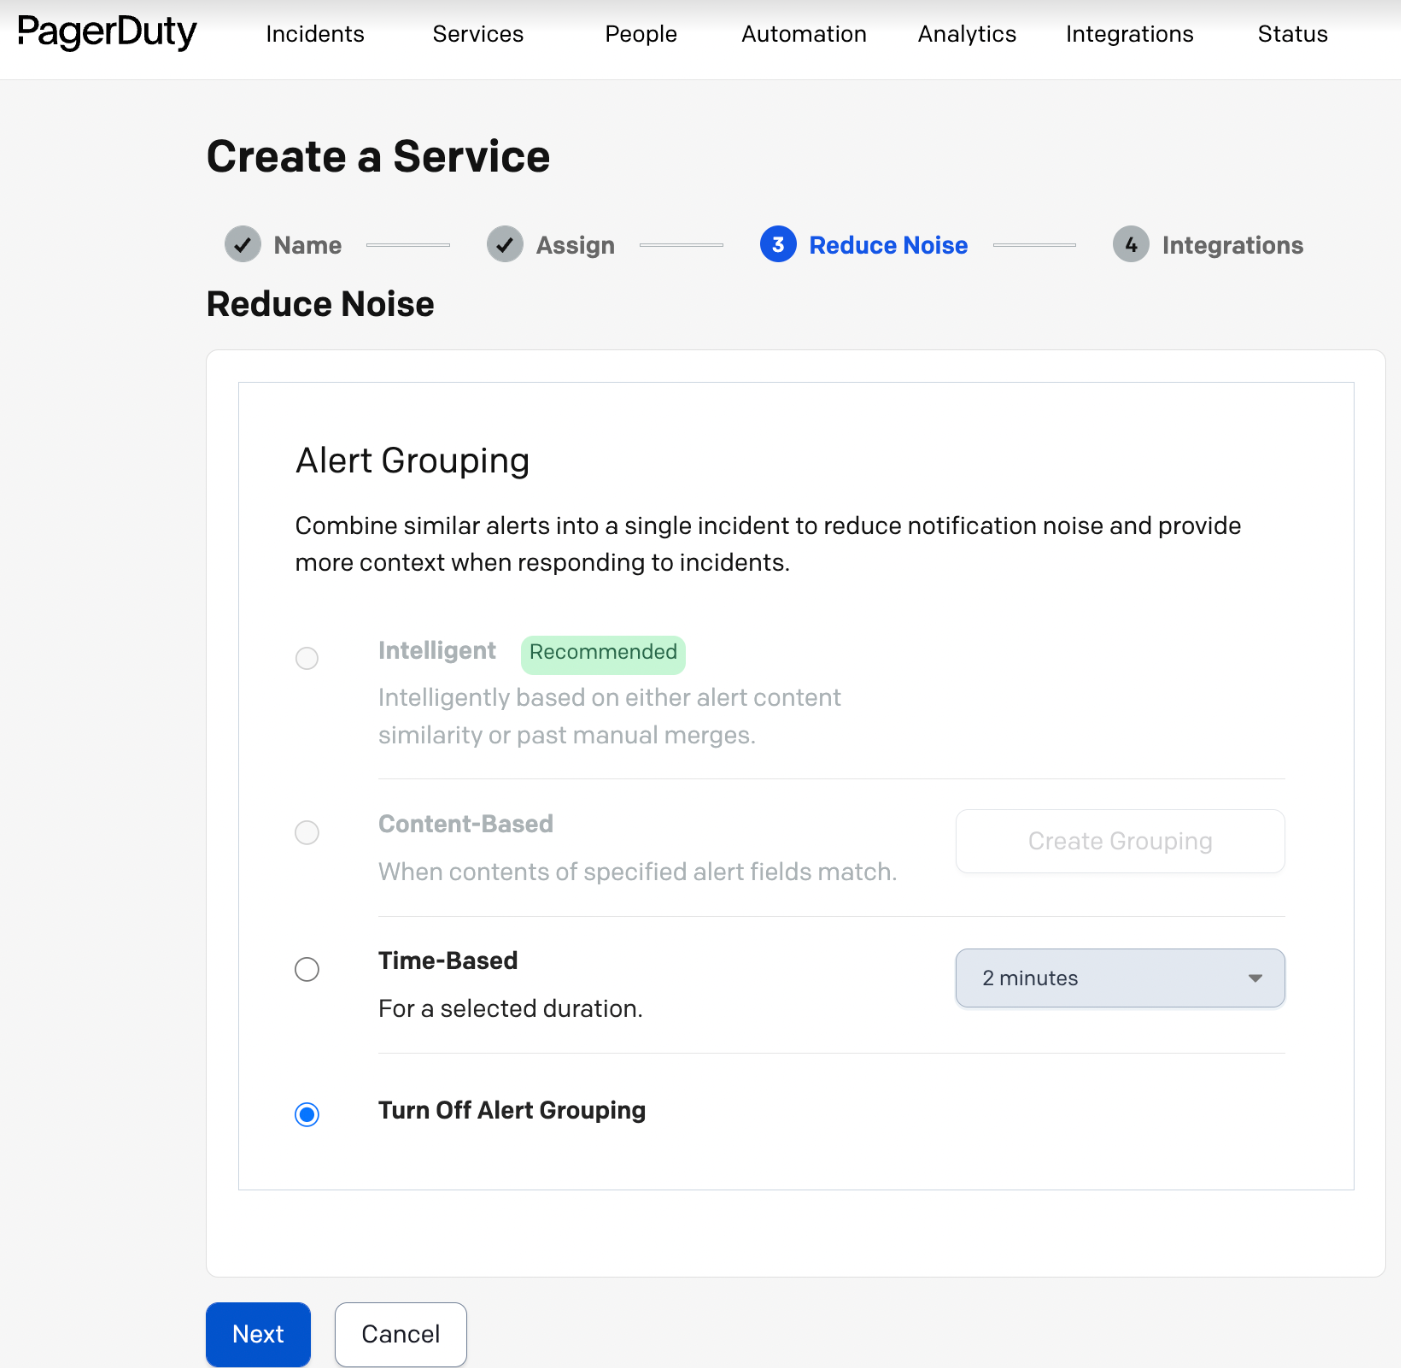 PagerDuty
Incidents
Services
People
Automation
Analytics
Integrations
Status
Create a Service
Name
Assign
3 Reduce Noise
4 Integrations
Reduce Noise
Alert Grouping
Combine similar alerts into a single incident to reduce notification noise and provide
more context when responding to incidents.
Intelligent Recommended
Intelligently based on either alert content
similarity or past manual merges.
Content-Based
When contents of specified alert fields match.
Create Grouping
Time-Based
For a selected duration.
2 minutes
Turn Off Alert Grouping
Next
Cancel